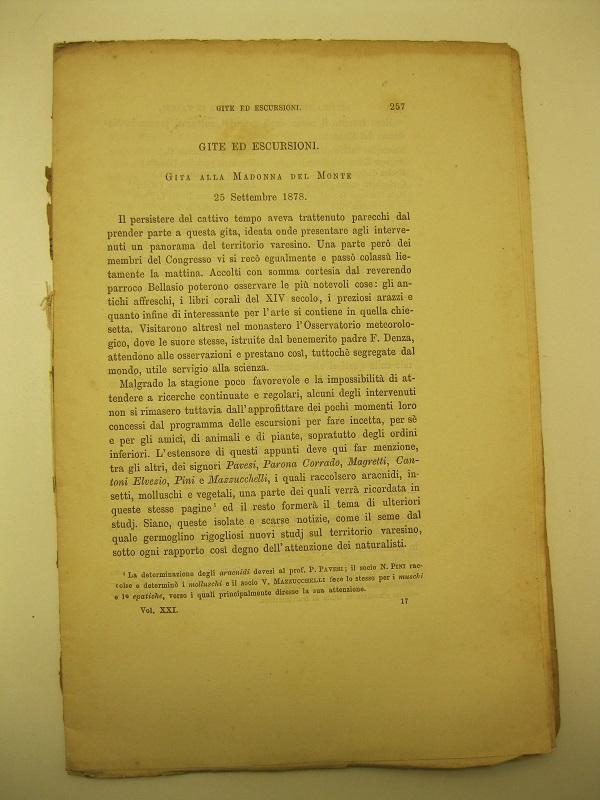 GITE ED ESCURSIONI. 257
GITE ED ESCURSIONI.
GITA ALLA MADONNA DEL MONTE
25 Settembre 1878.
Il persistere del cattivo tempo aveva trattenuto parecchi dal
prender parte a questa gita, ideata onde presentare agli interve-
nuti un panorama del territorio varesino. Una parte però dei
membri del Congresso vi si recò egualmente e passò colassù lie-
tamente la mattina. Accolti con somma cortesia dal reverendo
parroco Bellasio poterono osservare le più notevoli cose: gli an-
tichi affreschi, i libri corali del XIV secolo, i preziosi arazzi e
quanto infine di interessante per l'arte si contiene in quella chie-
setta. Visitarono altresì nel monastero l'Osservatorio meteorolo-
gico, dove le suore stesse, istruite dal benemerito padre F. Denza,
attendono alle osservazioni e prestano così, tuttochè segregate dal
mondo, utile servigio alla scienza.
Malgrado la stagione poco favorevole e la impossibilità di at-
tendere a ricerche continuate e regolari, alcuni degli intervenuti
non si rimasero tuttavia dall'approfittare dei pochi momenti loro
concessi dal programma delle escursioni per fare incetta, per sè
e per gli amici, di animali e di piante, sopratutto degli ordini
inferiori. L'estensore di questi appunti deve qui far menzione,
tra gli altri, dei signori Pavesi, Parona Corrado, Magretti, Can-
toni Elvezio, Pini e Mazzucchelli, i quali raccolsero aracnidi, in-
setti, molluschi e vegetali, una parte dei quali verrà ricordata in
queste stesse pagine¹ ed il resto formerà il tema di ulteriori
studj. Siano, queste isolate e scarse notizie, come il seme dal
quale germoglino rigogliosi nuovi studj sul territorio varesino,
sotto ogni rapporto così degno dell'attenzione dei naturalisti.
¹ La determinazione degli aracnidi devesi al prof. P. PAVESI; il socio N. PINI rac-
colse e determinò i molluschi e il socio V. MAZZUCCHELLI fece lo stesso per i muschi
e le epatiche, verso i quali principalmente diresse la sua attenzione.
Vol. XXI. 17